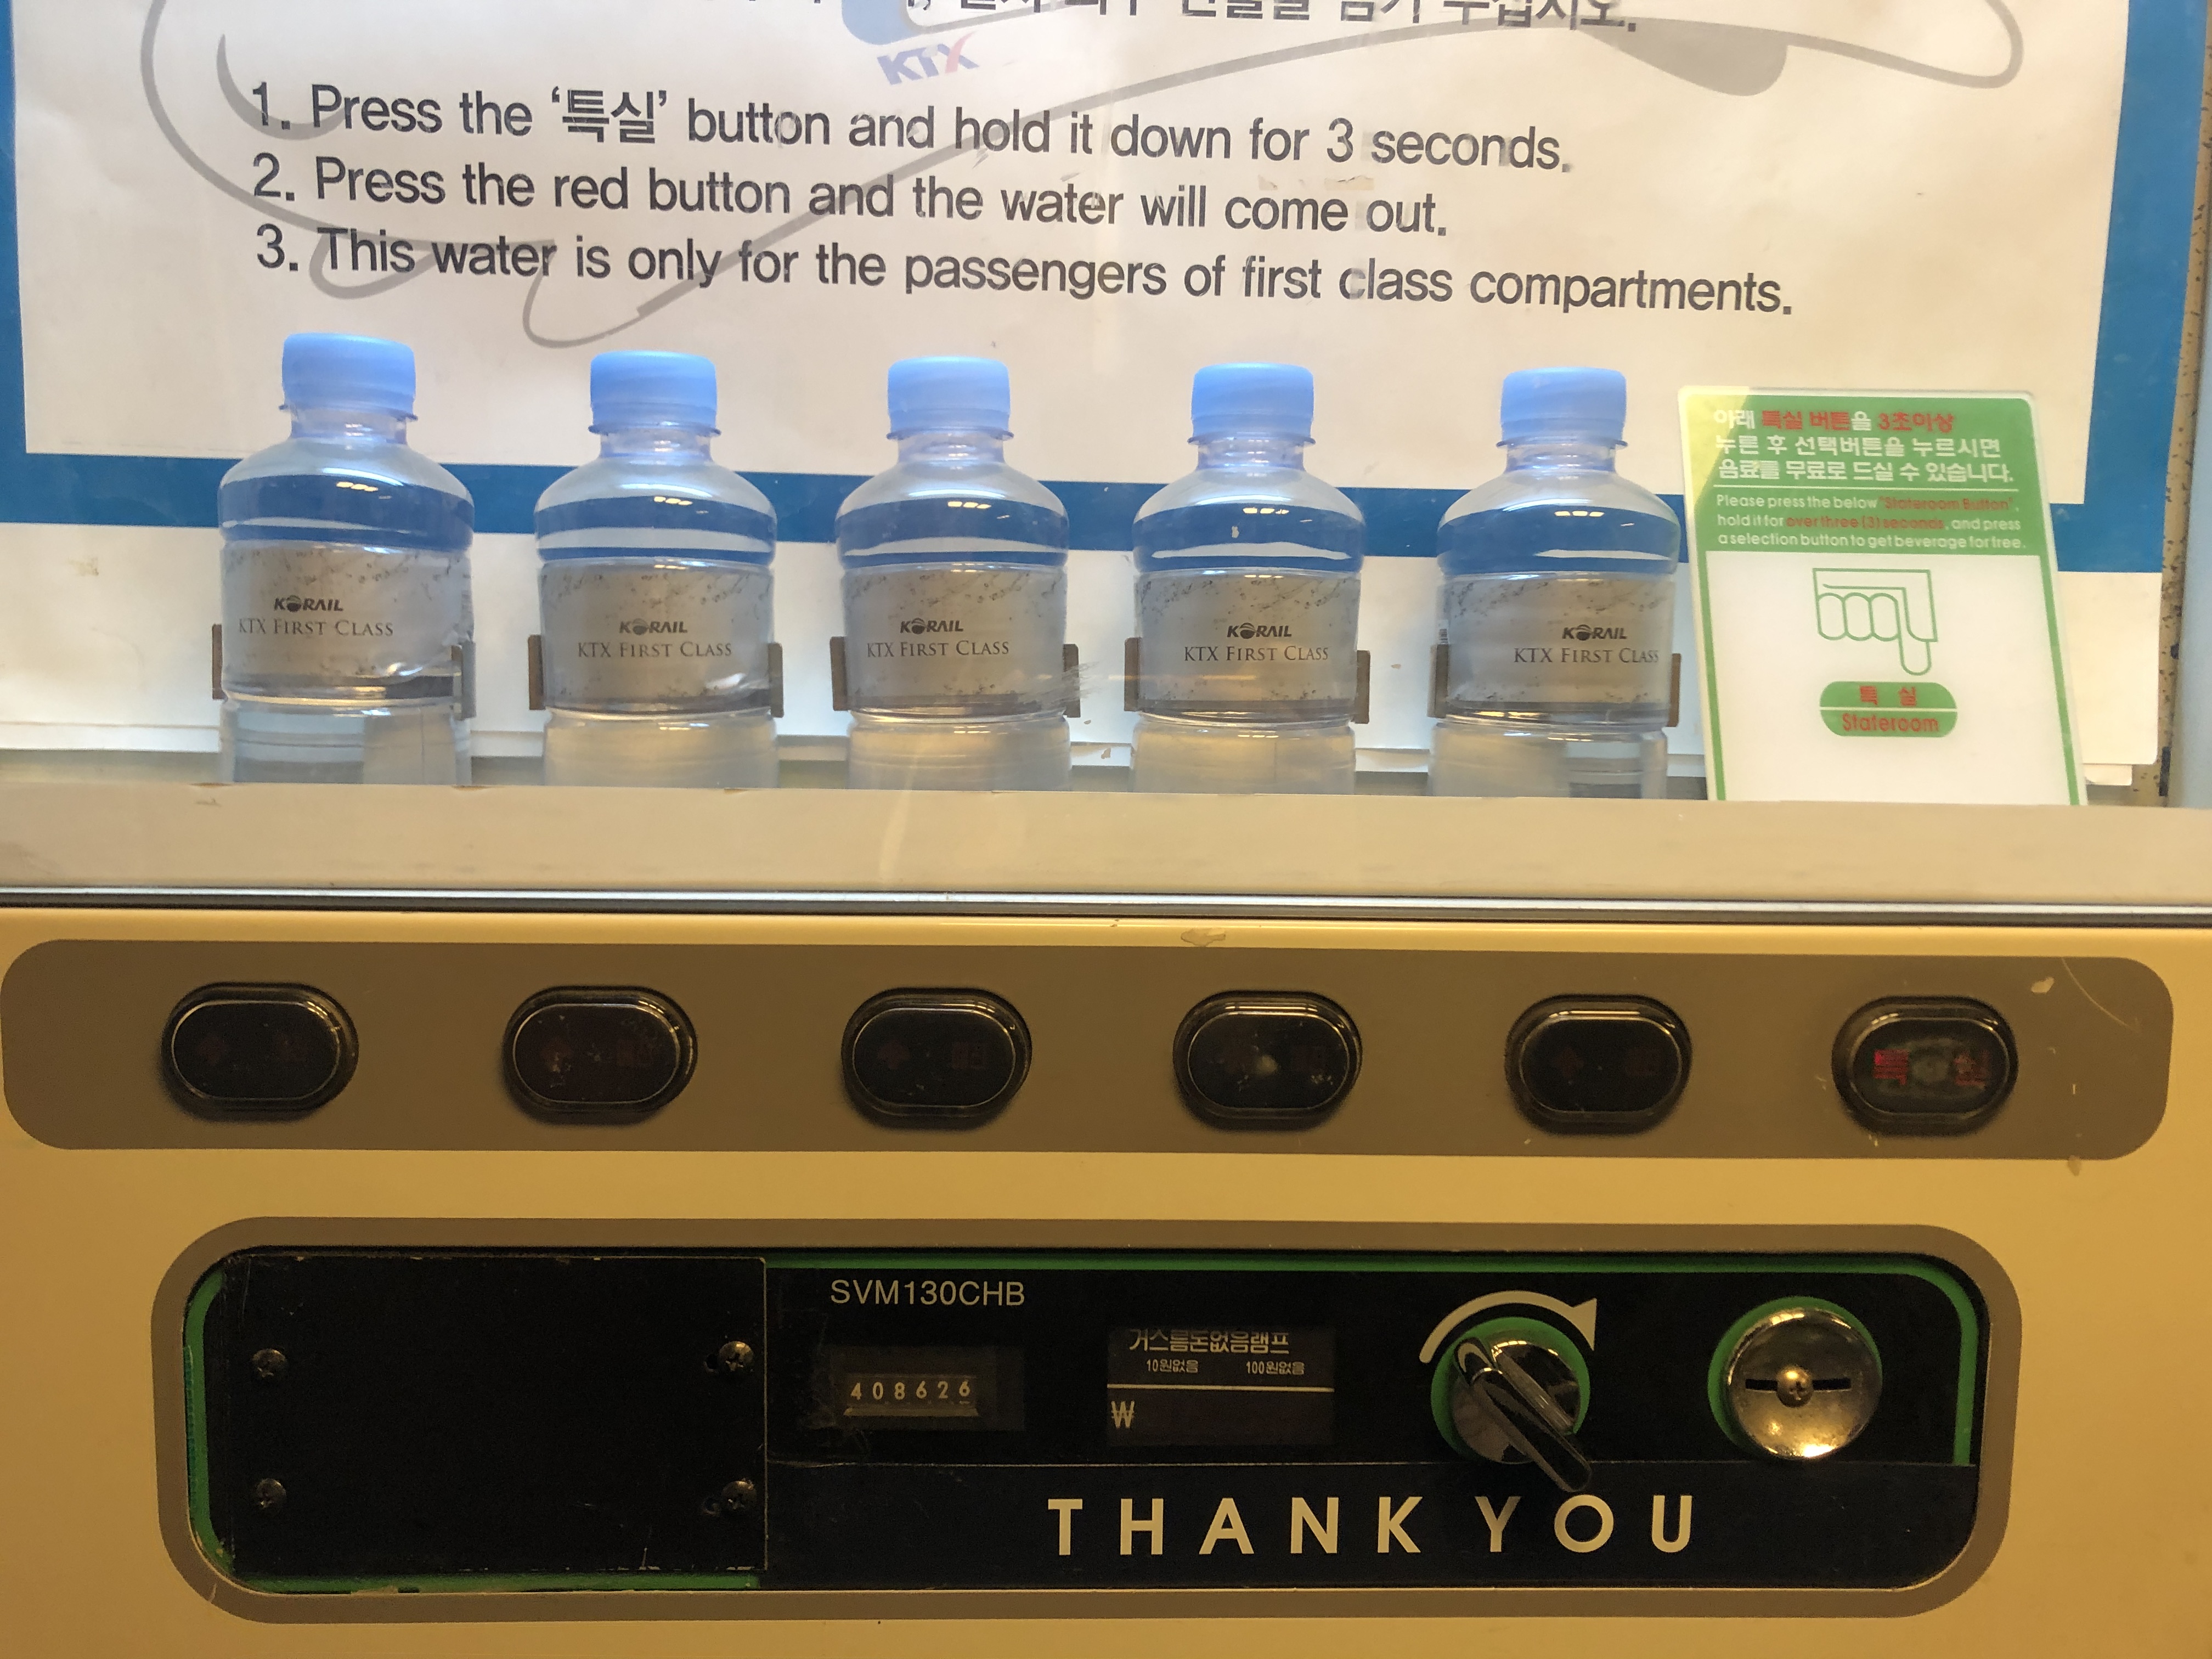 KTX
1. Press the ‘특실’ button and hold it down for 3 seconds.
2. Press the red button and the water will come out.
3. This water is only for the passengers of first class compartments.
KORAIL
KTX FIRST CLASS
KORAIL
KTX FIRST CLASS
KORAIL
KTX FIRST CLASS
KORAIL
KTX FIRST CLASS
KORAIL
KTX FIRST CLASS
아래 특실 버튼을 3초이상
누른 후 선택버튼을 누르시면
음료를 무료로 드실 수 있습니다.
Please press the below "Stateroom Button",
hold it for over three (3) seconds, and press
a selection button to get beverage for free.
특 실
Stateroom
특 실
SVM130CHB
408626
거스름돈없음램프
10원없음 100원없음
₩
THANK YOU